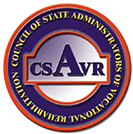 COUNCIL OF STATE ADMINISTRATORS
OF VOCATIONAL REHABILITATION
CSAVR